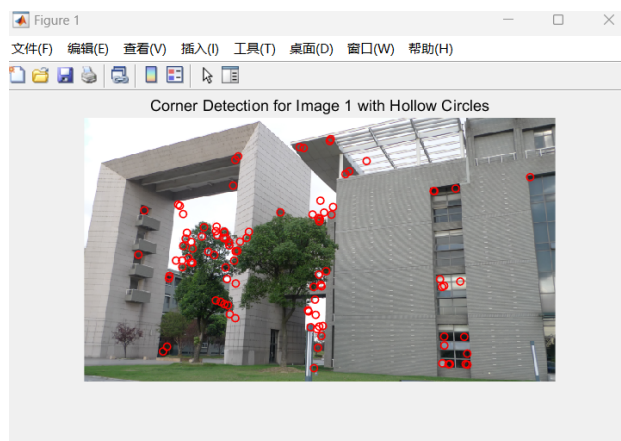 Figure 1
文件(F) 编辑(E) 查看(V) 插入(I) 工具(T) 桌面(D) 窗口(W) 帮助(H)
Corner Detection for Image 1 with Hollow Circles